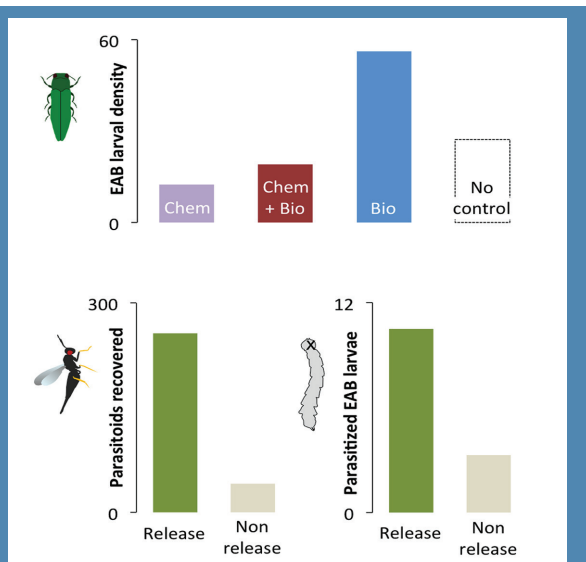 60
EAB larval density
0
Chem
Chem
+ Bio
Bio
No
control
300
Parasitoids recovered
0
Release
Non
release
12
Parasitized EAB larvae
0
Release
Non
release
x